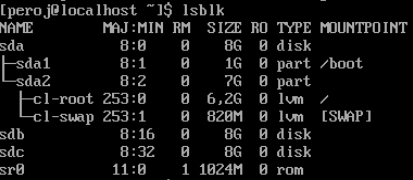 [peroj@localhost ~]$ lsblk
NAME        MAJ:MIN RM  SIZE RO TYPE MOUNTPOINT
sda           8:0    0    8G  0 disk
├─sda1        8:1    0    1G  0 part /boot
└─sda2        8:2    0    7G  0 part
  ├─cl-root 253:0    0  6,2G  0 lvm  /
  └─cl-swap 253:1    0  820M  0 lvm  [SWAP]
sdb           8:16   0    8G  0 disk
sdc           8:32   0    8G  0 disk
sr0          11:0    1 1024M  0 rom